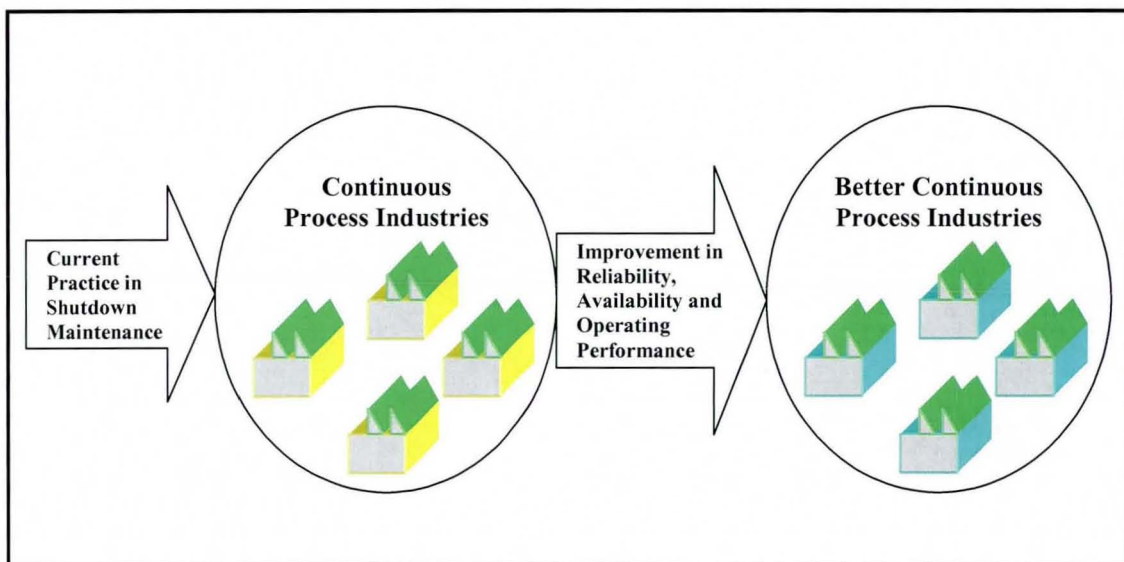 Current
Practice in
Shutdown
Maintenance
Continuous
Process Industries
Improvement in
Reliability,
Availability and
Operating
Performance
Better Continuous
Process Industries